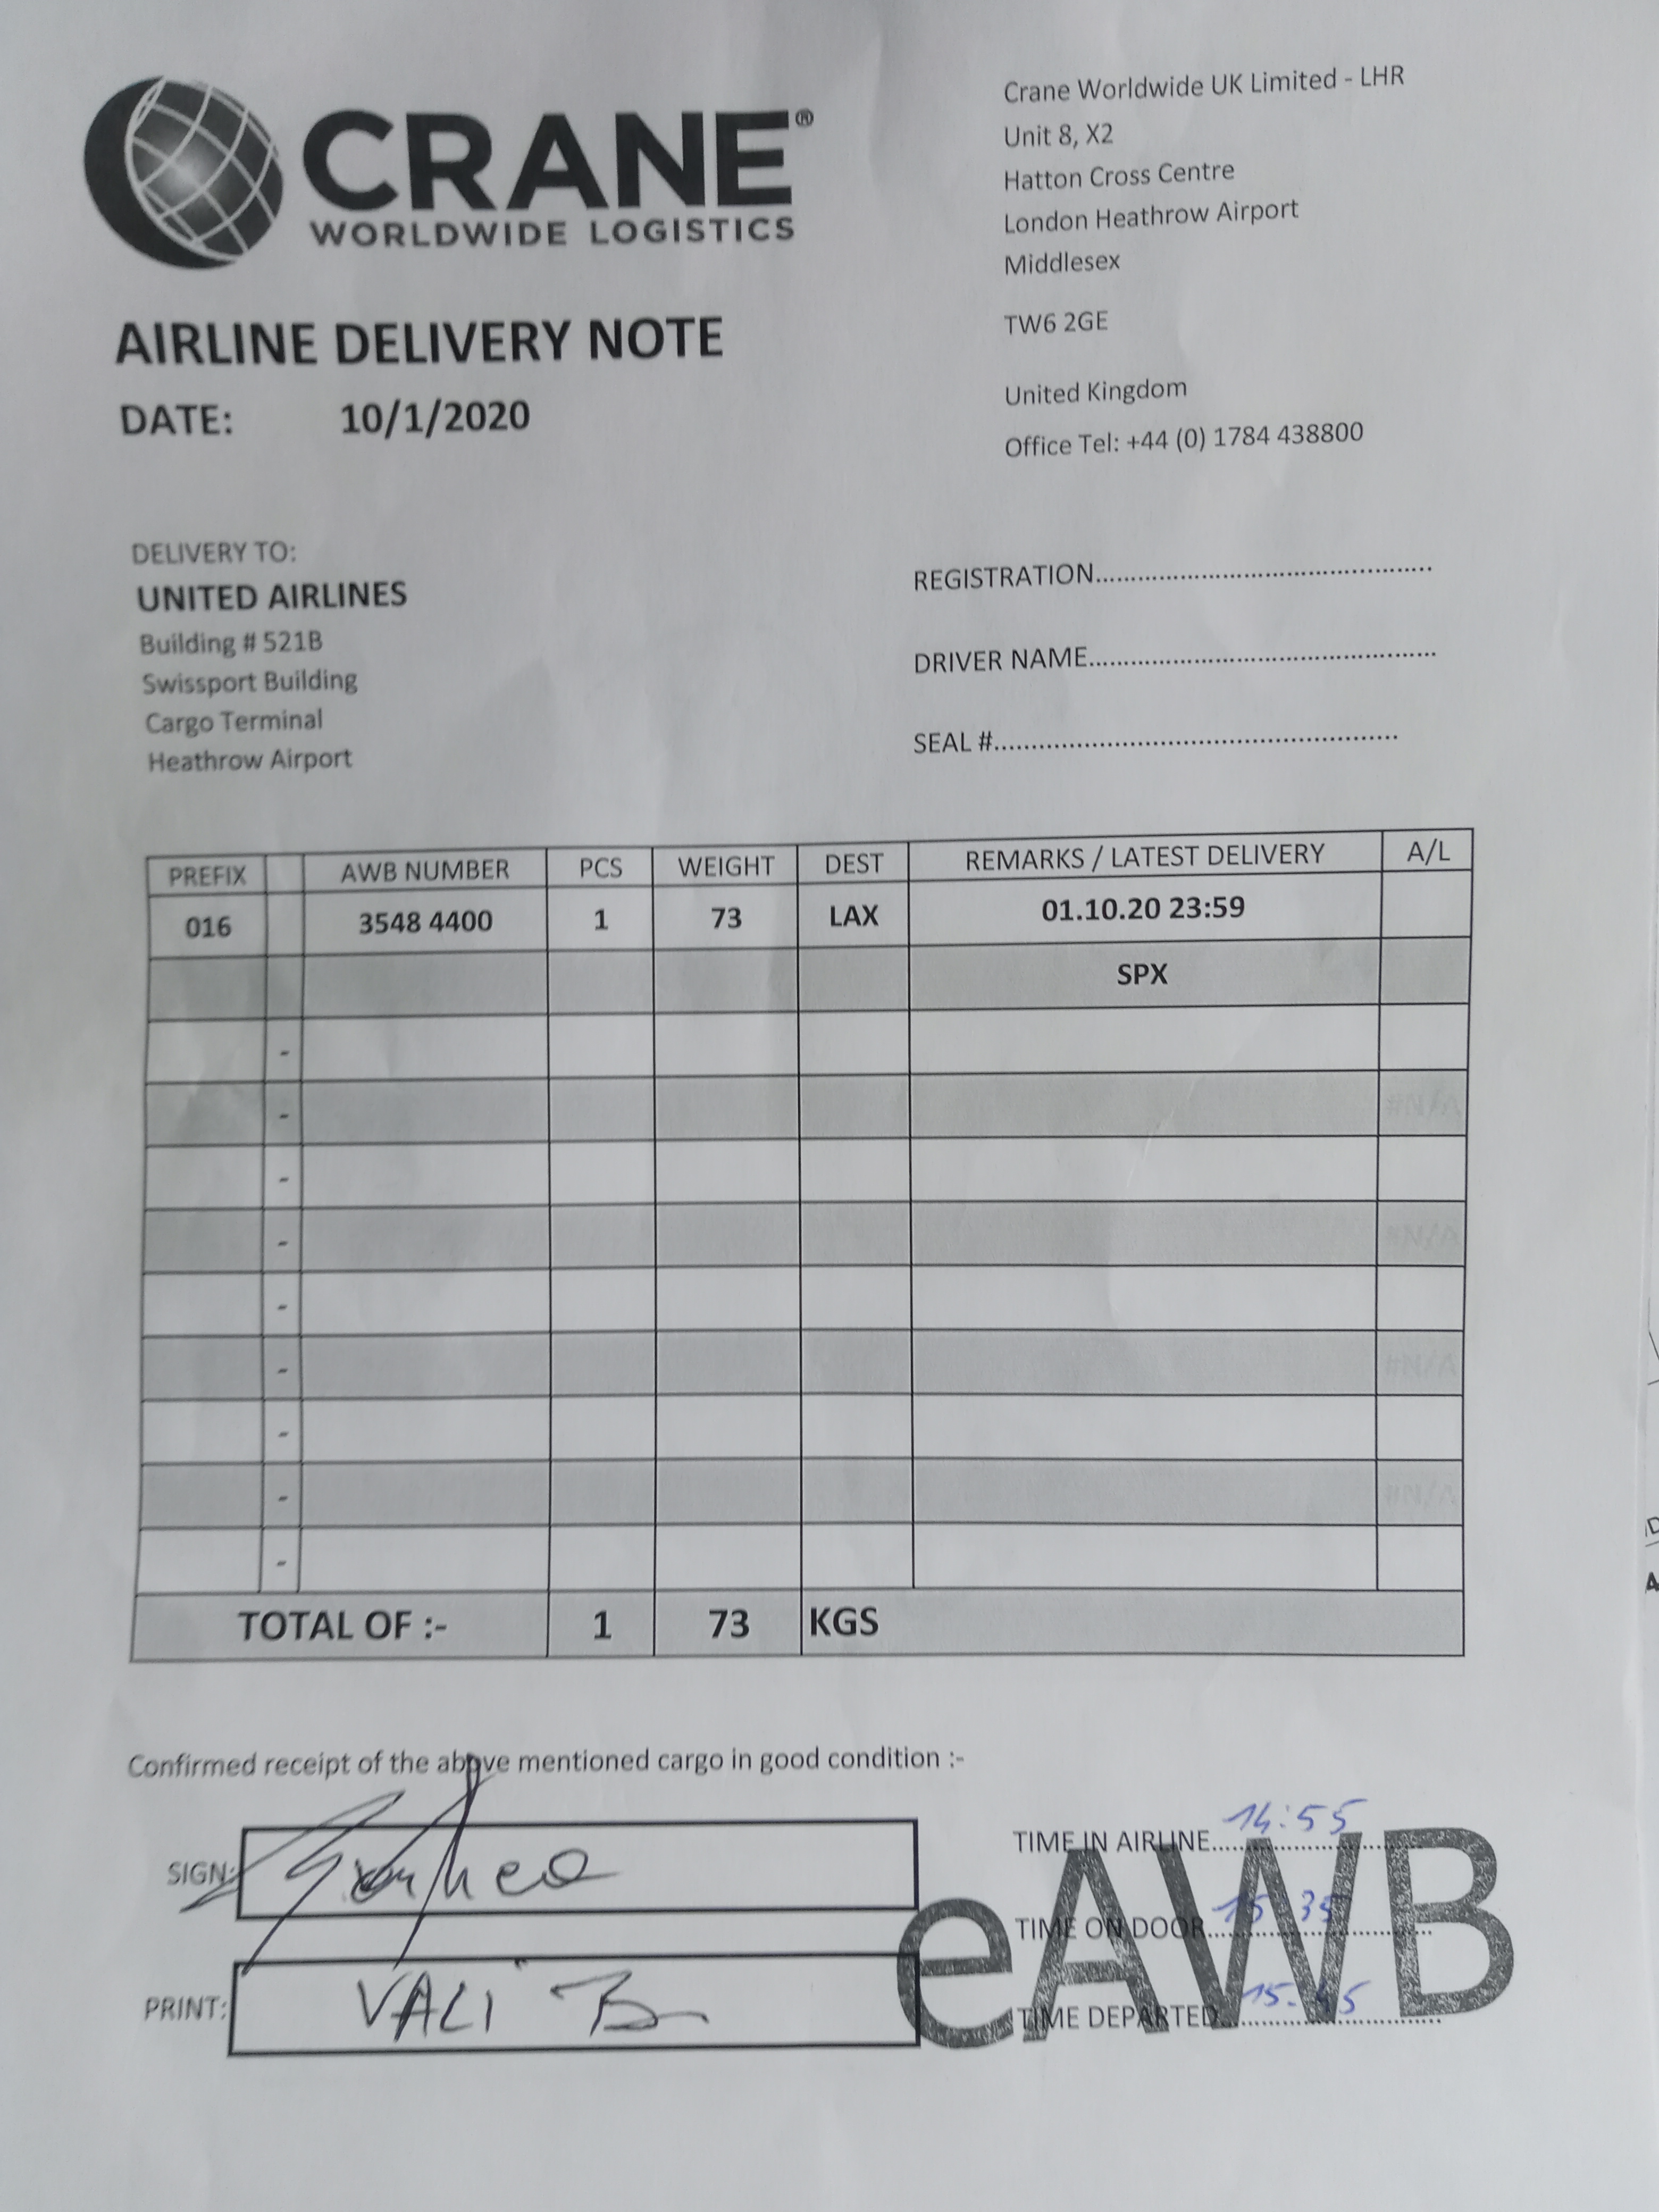 CRANE®
WORLDWIDE LOGISTICS
Crane Worldwide UK Limited - LHR
Unit 8, X2
Hatton Cross Centre
London Heathrow Airport
Middlesex
TW6 2GE
United Kingdom
Office Tel: +44 (0) 1784 438800
AIRLINE DELIVERY NOTE
DATE: 10/1/2020
DELIVERY TO:
UNITED AIRLINES
Building # 521B
Swissport Building
Cargo Terminal
Heathrow Airport
REGISTRATION
DRIVER NAME
SEAL #
PREFIX AWB NUMBER PCS WEIGHT DEST REMARKS / LATEST DELIVERY A/L
016 3548 4400 1 73 LAX 01.10.20 23:59
SPX
-
- #N/A
-
- #N/A
-
- #N/A
-
- #N/A
-
TOTAL OF :- 1 73 KGS
Confirmed receipt of the above mentioned cargo in good condition :-
SIGN:
PRINT: VALI
TIME IN AIRLINE 14:55
TIME ON DOOR 15 35
TIME DEPARTED 15.45
eAWB